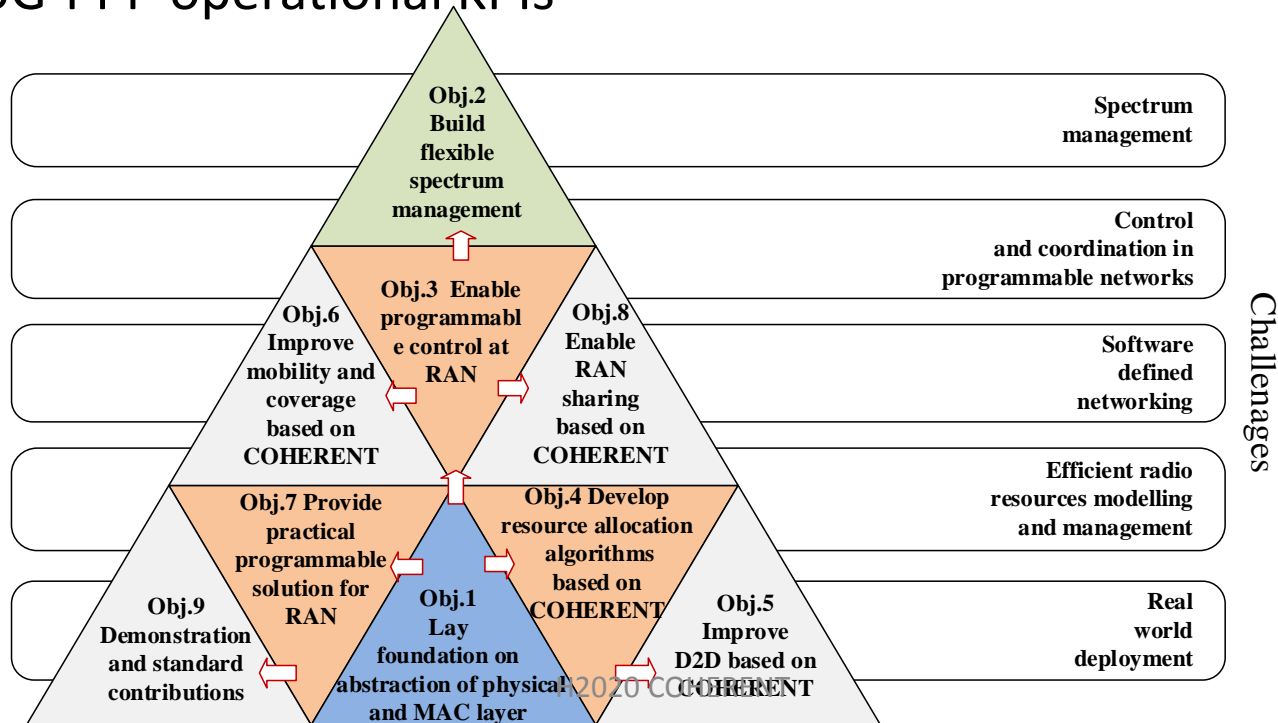 5G-PPP operational KPIs
Obj.2
Build
flexible
spectrum
management
Spectrum
management
Control
and coordination in
programmable networks
Obj.3 Enable
programmabl
e control at
RAN
Obj.6
Improve
mobility and
coverage
based on
COHERENT
Obj.8
Enable
RAN
sharing
based on
COHERENT
Software
defined
networking
Challenages
Efficient radio
resources modelling
and management
Obj.7 Provide
practical
programmable
solution for
RAN
Obj.4 Develop
resource allocation
algorithms
based on
COHERENT
Obj.9
Demonstration
and standard
contributions
Obj.1
Lay
foundation on
abstraction of physical
and MAC layer
Obj.5
Improve
D2D based on
COHERENT
Real
world
deployment
H2020 COHERENT